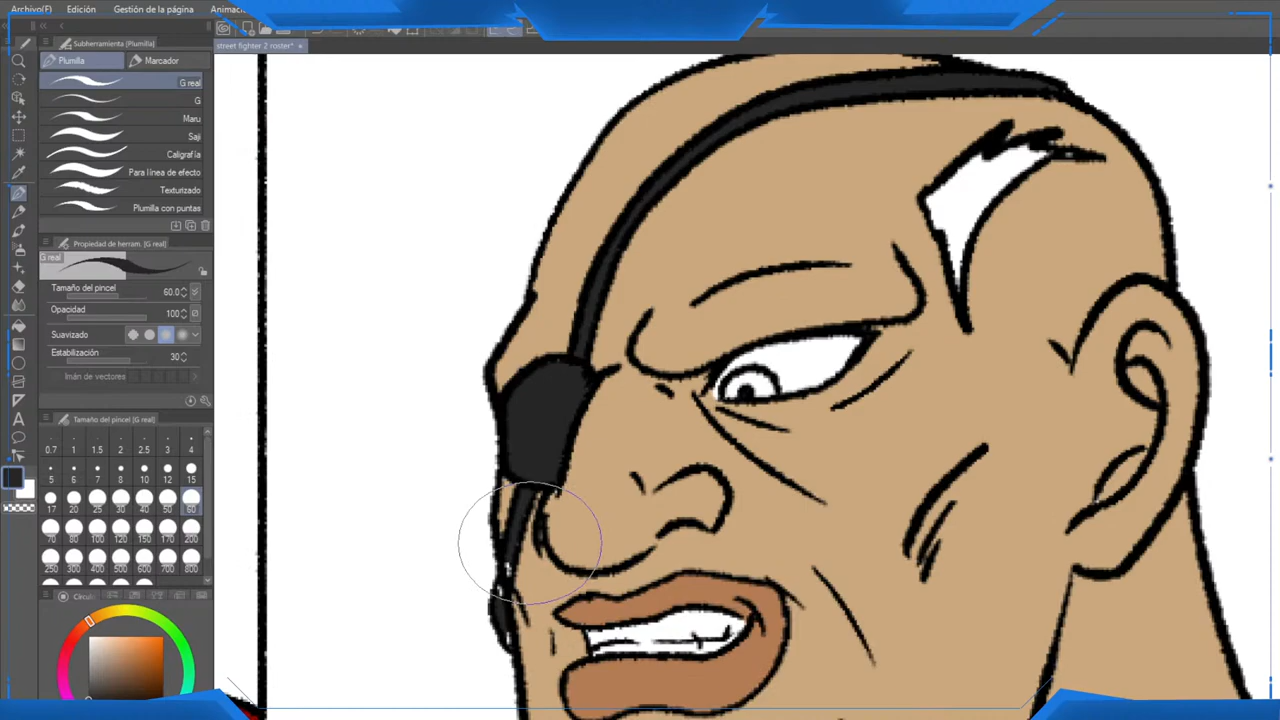 Archivo(F) Edición Gestión de la página Animación
Subherramienta (Plumilla)
street fighter 2 roster*
Plumilla Marcador
G real
G
Maru
Saji
Caligrafía
Para línea de efecto
Texturizado
Plumilla con puntas
Propiedad de herram. (G real)
G real
Tamaño del pincel 60.0
Opacidad 100
Suavizado
Estabilización 30
Imán de vectores
Tamaño del pincel (G real)
0.7 1 1.5 2 2.5 3 4
5 6 7 8 10 12 15
17 20 25 30 40 50 60
70 80 100 120 150 170 200
250 300 400 500 600 700 800